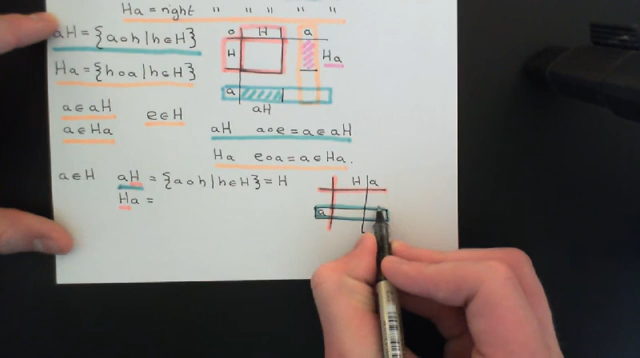 Ha = right " " " "
aH = {a∘h | h∈H}
Ha = {h∘a | h∈H}
∘ H a
H Ha
a
aH
a∈aH
a∈Ha
e∈H
aH a∘e = a∈aH
Ha e∘a = a∈Ha.
a∈H aH = {a∘h | h∈H} = H
Ha =
H a
a